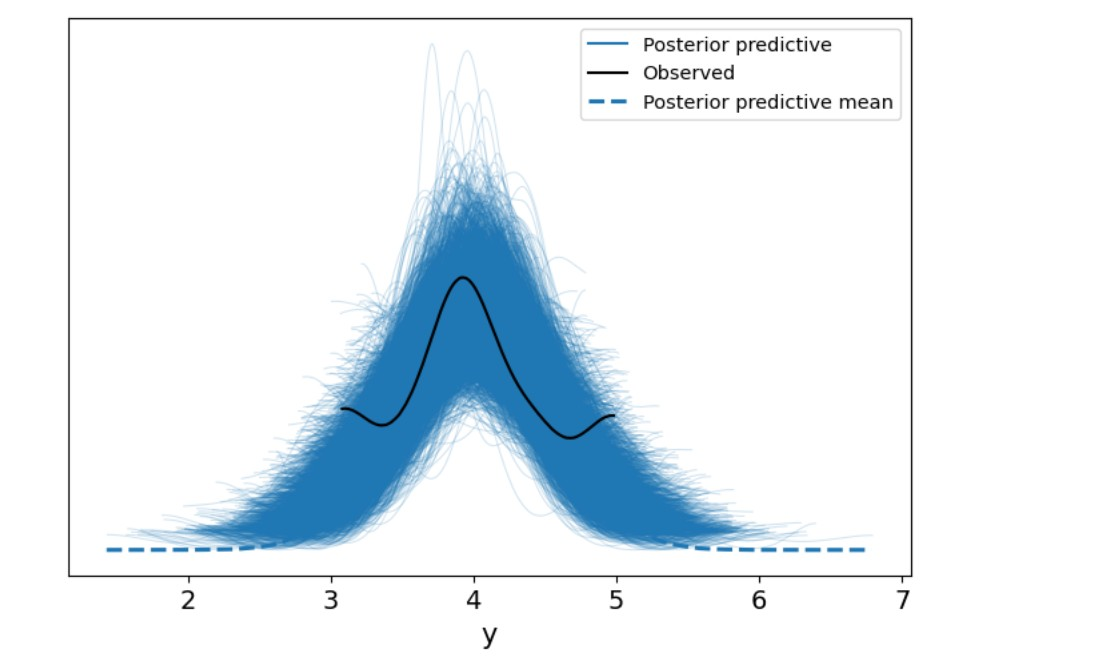 Posterior predictive
Observed
Posterior predictive mean
2 3 4 5 6 7
y